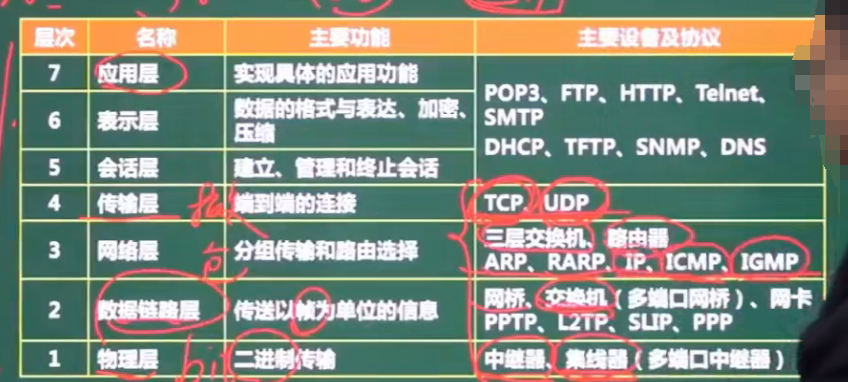 层次 名称 主要功能 主要设备及协议
7 应用层 实现具体的应用功能
POP3、FTP、HTTP、Telnet、
SMTP
DHCP、TFTP、SNMP、DNS
6 表示层 数据的格式与表达、加密、
压缩
5 会话层 建立、管理和终止会话
4 传输层 端到端的连接 TCP、UDP
3 网络层 分组传输和路由选择 三层交换机、路由器
ARP、RARP、IP、ICMP、IGMP
2 数据链路层 传送以帧为单位的信息 网桥、交换机（多端口网桥）、网卡
PPTP、L2TP、SLIP、PPP
1 物理层 二进制传输 中继器、集线器（多端口中继器）
bit